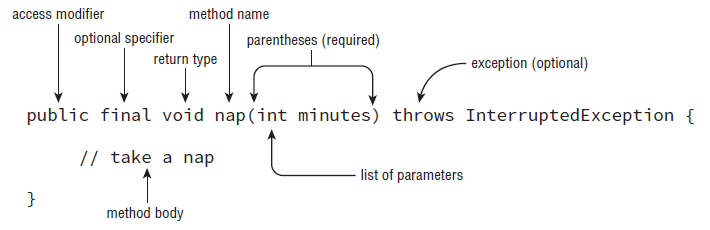 access modifier
method name
optional specifier
parentheses (required)
return type
exception (optional)
public final void nap(int minutes) throws InterruptedException {
// take a nap
list of parameters
}
method body